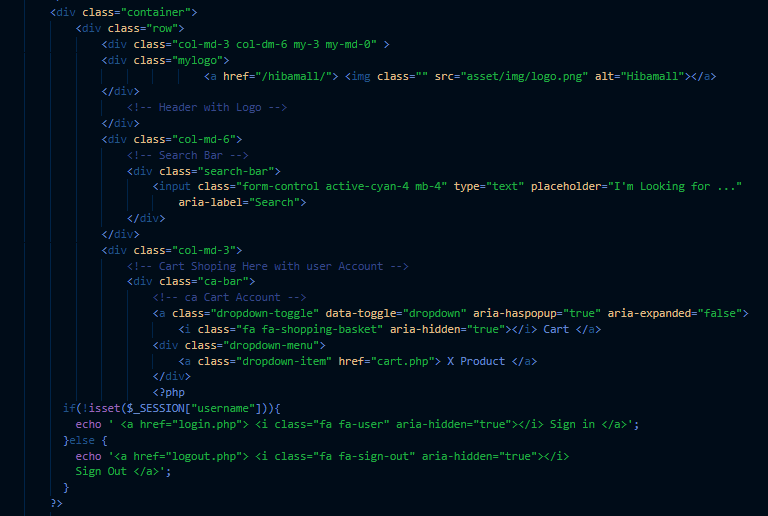 <div class="container">
<div class="row">
<div class="col-md-3 col-dm-6 my-3 my-md-0" >
<div class="mylogo">
<a href="/hibamall/"> <img class="" src="asset/img/logo.png" alt="Hibamall"></a>
</div>
<!-- Header with Logo -->
</div>
<div class="col-md-6">
<!-- Search Bar -->
<div class="search-bar">
<input class="form-control active-cyan-4 mb-4" type="text" placeholder="I'm Looking for ..."
aria-label="Search">
</div>
</div>
<div class="col-md-3">
<!-- Cart Shoping Here with user Account -->
<div class="ca-bar">
<!-- ca Cart Account -->
<a class="dropdown-toggle" data-toggle="dropdown" aria-haspopup="true" aria-expanded="false">
<i class="fa fa-shopping-basket" aria-hidden="true"></i> Cart </a>
<div class="dropdown-menu">
<a class="dropdown-item" href="cart.php"> X Product </a>
</div>
<?php
if(!isset($_SESSION["username"])){
echo ' <a href="login.php"> <i class="fa fa-user" aria-hidden="true"></i> Sign in </a>';
}else {
echo '<a href="logout.php"> <i class="fa fa-sign-out" aria-hidden="true"></i>
Sign Out </a>';
}
?>